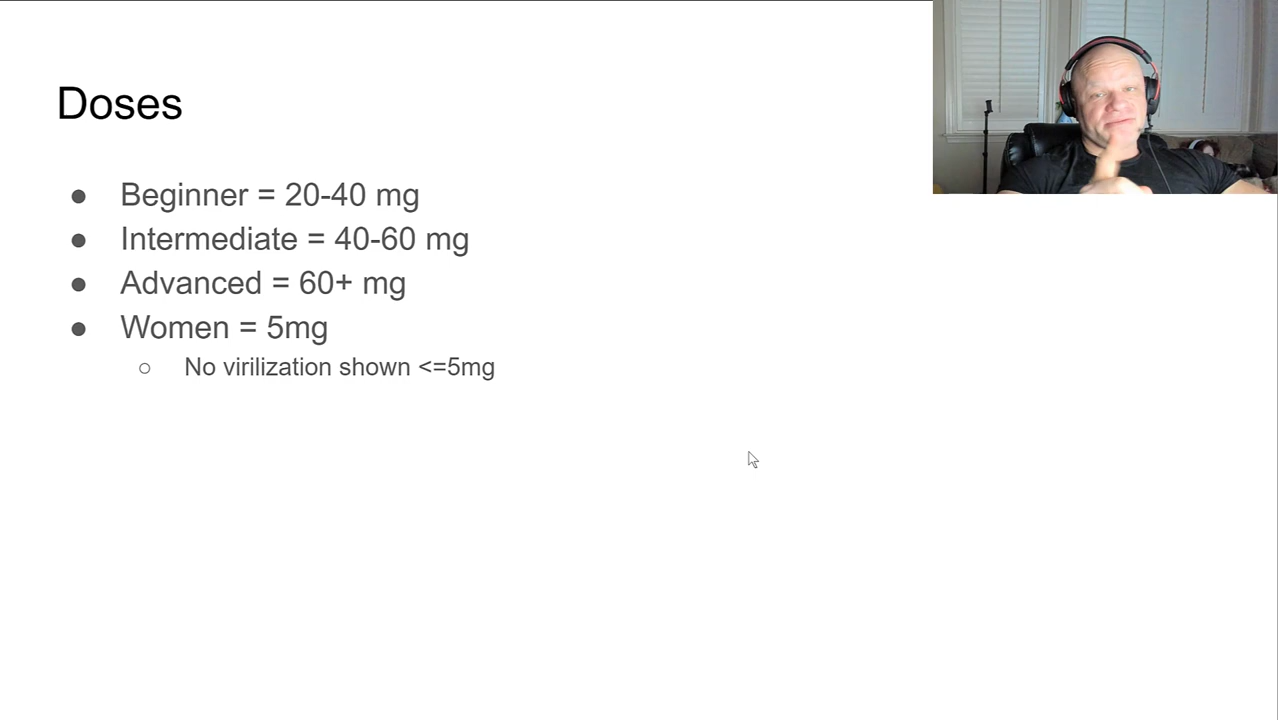 Doses
● Beginner = 20-40 mg
● Intermediate = 40-60 mg
● Advanced = 60+ mg
● Women = 5mg
○ No virilization shown <=5mg